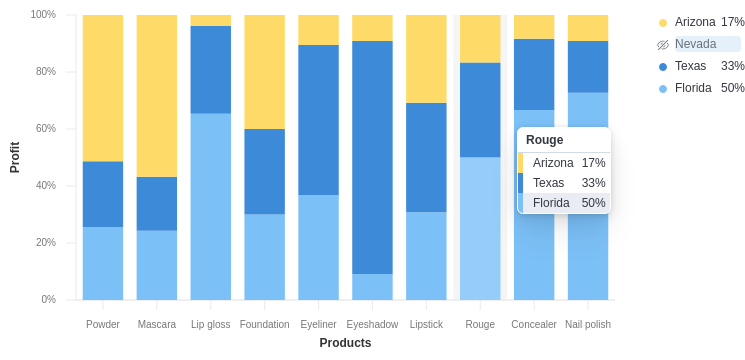 100%
80%
60%
40%
20%
0%
Profit
Powder Mascara Lip gloss Foundation Eyeliner Eyeshadow Lipstick Rouge Concealer Nail polish
Products
Rouge
Arizona 17%
Texas 33%
Florida 50%
Arizona 17%
Nevada
Texas 33%
Florida 50%